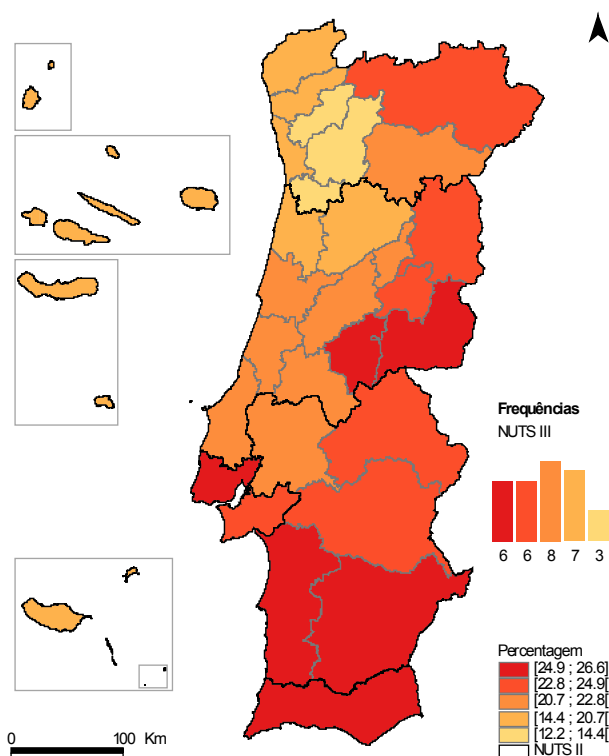 Frequências
NUTS III
6 6 8 7 3
Percentagem
[24.9 ; 26.6]
[22.8 ; 24.9[
[20.7 ; 22.8[
[14.4 ; 20.7[
[12.2 ; 14.4[
NUTS II
0 100 Km